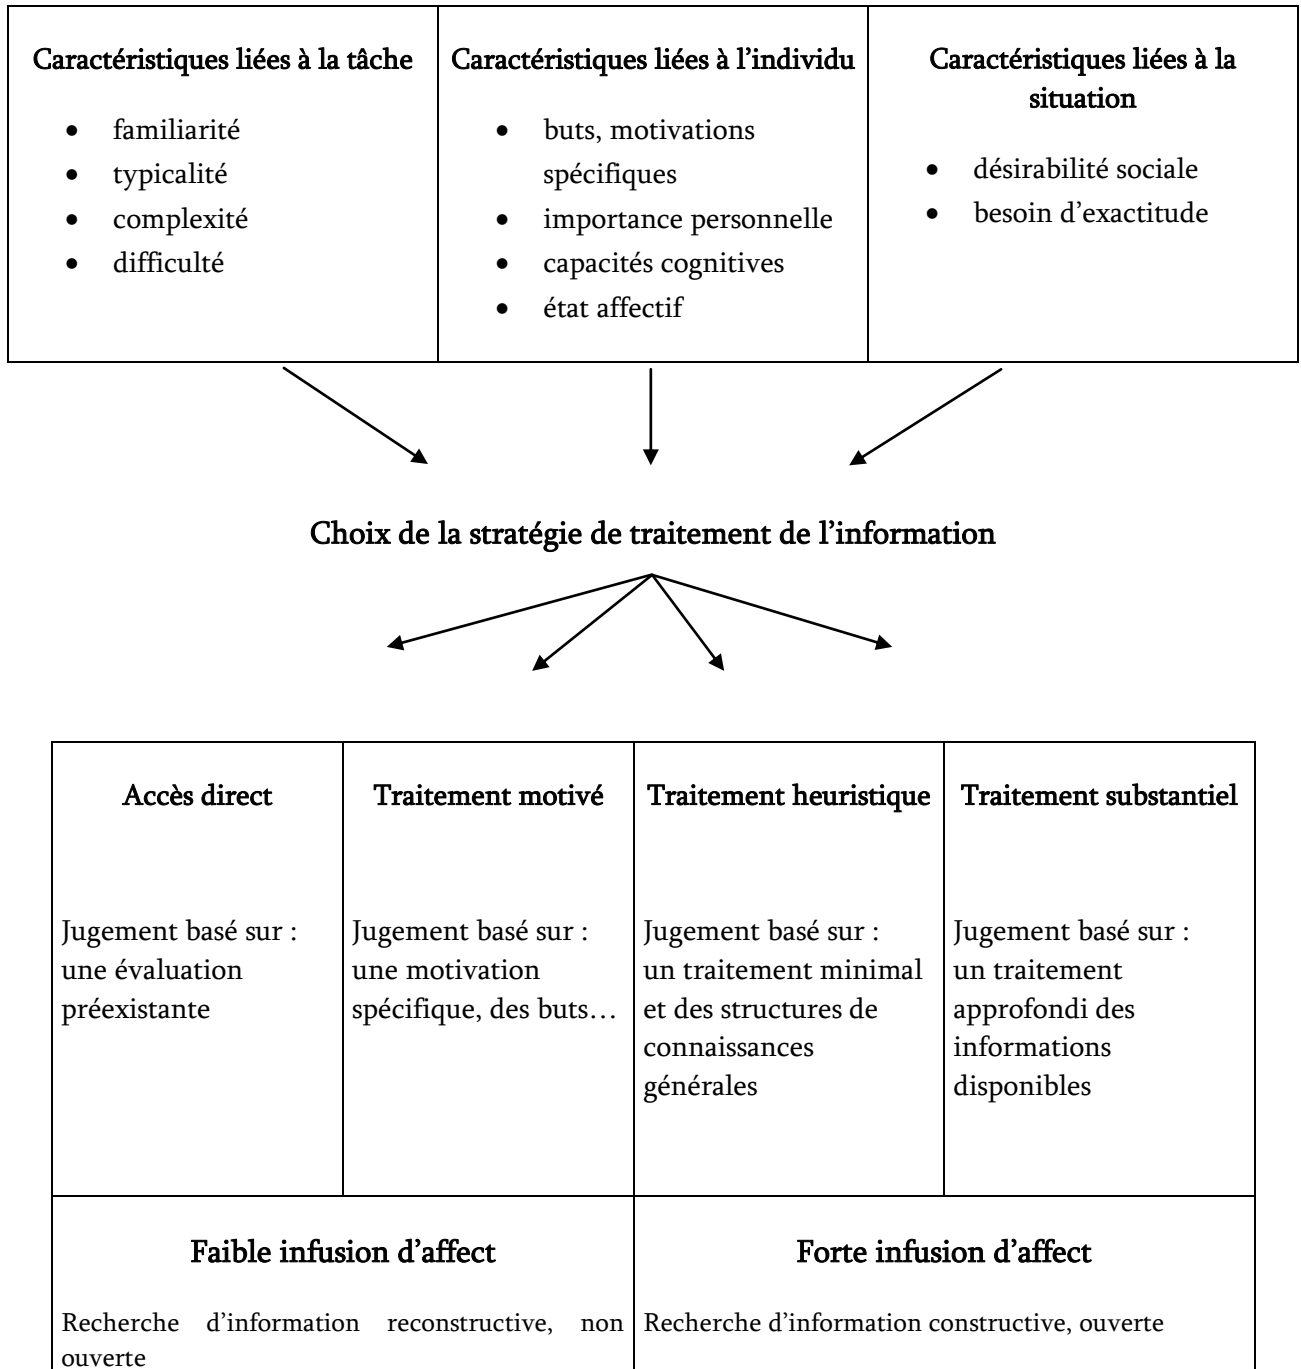 Caractéristiques liées à la tâche
• familiarité
• typicalité
• complexité
• difficulté
Caractéristiques liées à l'individu
• buts, motivations
spécifiques
• importance personnelle
• capacités cognitives
• état affectif
Caractéristiques liées à la
situation
• désirabilité sociale
• besoin d'exactitude
Choix de la stratégie de traitement de l'information
Accès direct
Jugement basé sur :
une évaluation
préexistante
Traitement motivé
Jugement basé sur :
une motivation
spécifique, des buts…
Traitement heuristique
Jugement basé sur :
un traitement minimal
et des structures de
connaissances
générales
Traitement substantiel
Jugement basé sur :
un traitement
approfondi des
informations
disponibles
Faible infusion d'affect
Recherche d'information reconstructive, non
ouverte
Forte infusion d'affect
Recherche d'information constructive, ouverte